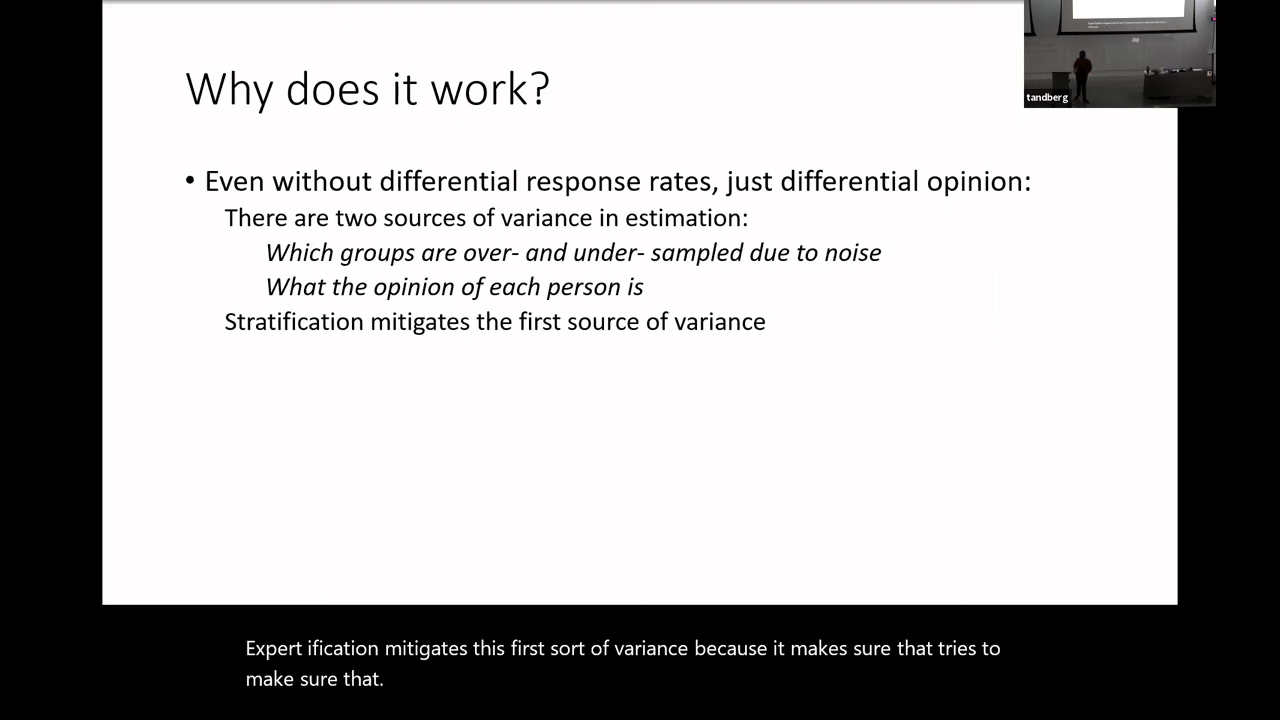 Why does it work?
tandberg
• Even without differential response rates, just differential opinion:
There are two sources of variance in estimation:
Which groups are over- and under- sampled due to noise
What the opinion of each person is
Stratification mitigates the first source of variance
Expert ification mitigates this first sort of variance because it makes sure that tries to
make sure that.